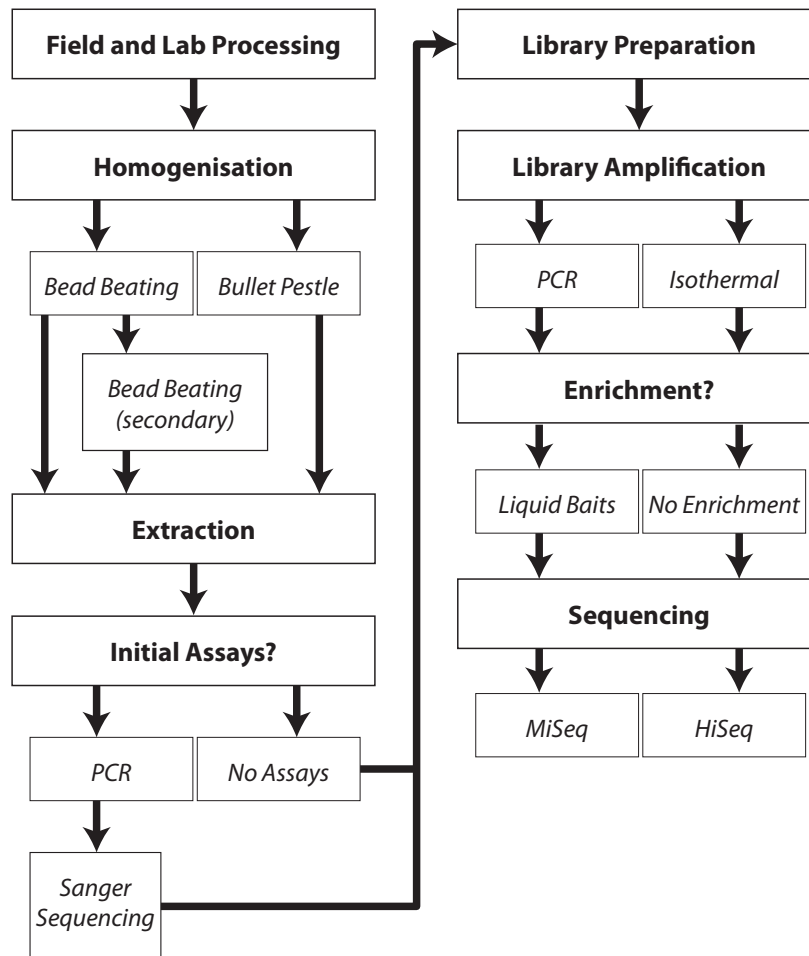 Field and Lab Processing
Homogenisation
Bead Beating
Bullet Pestle
Bead Beating
(secondary)
Extraction
Initial Assays?
PCR
No Assays
Sanger
Sequencing
Library Preparation
Library Amplification
PCR
Isothermal
Enrichment?
Liquid Baits
No Enrichment
Sequencing
MiSeq
HiSeq